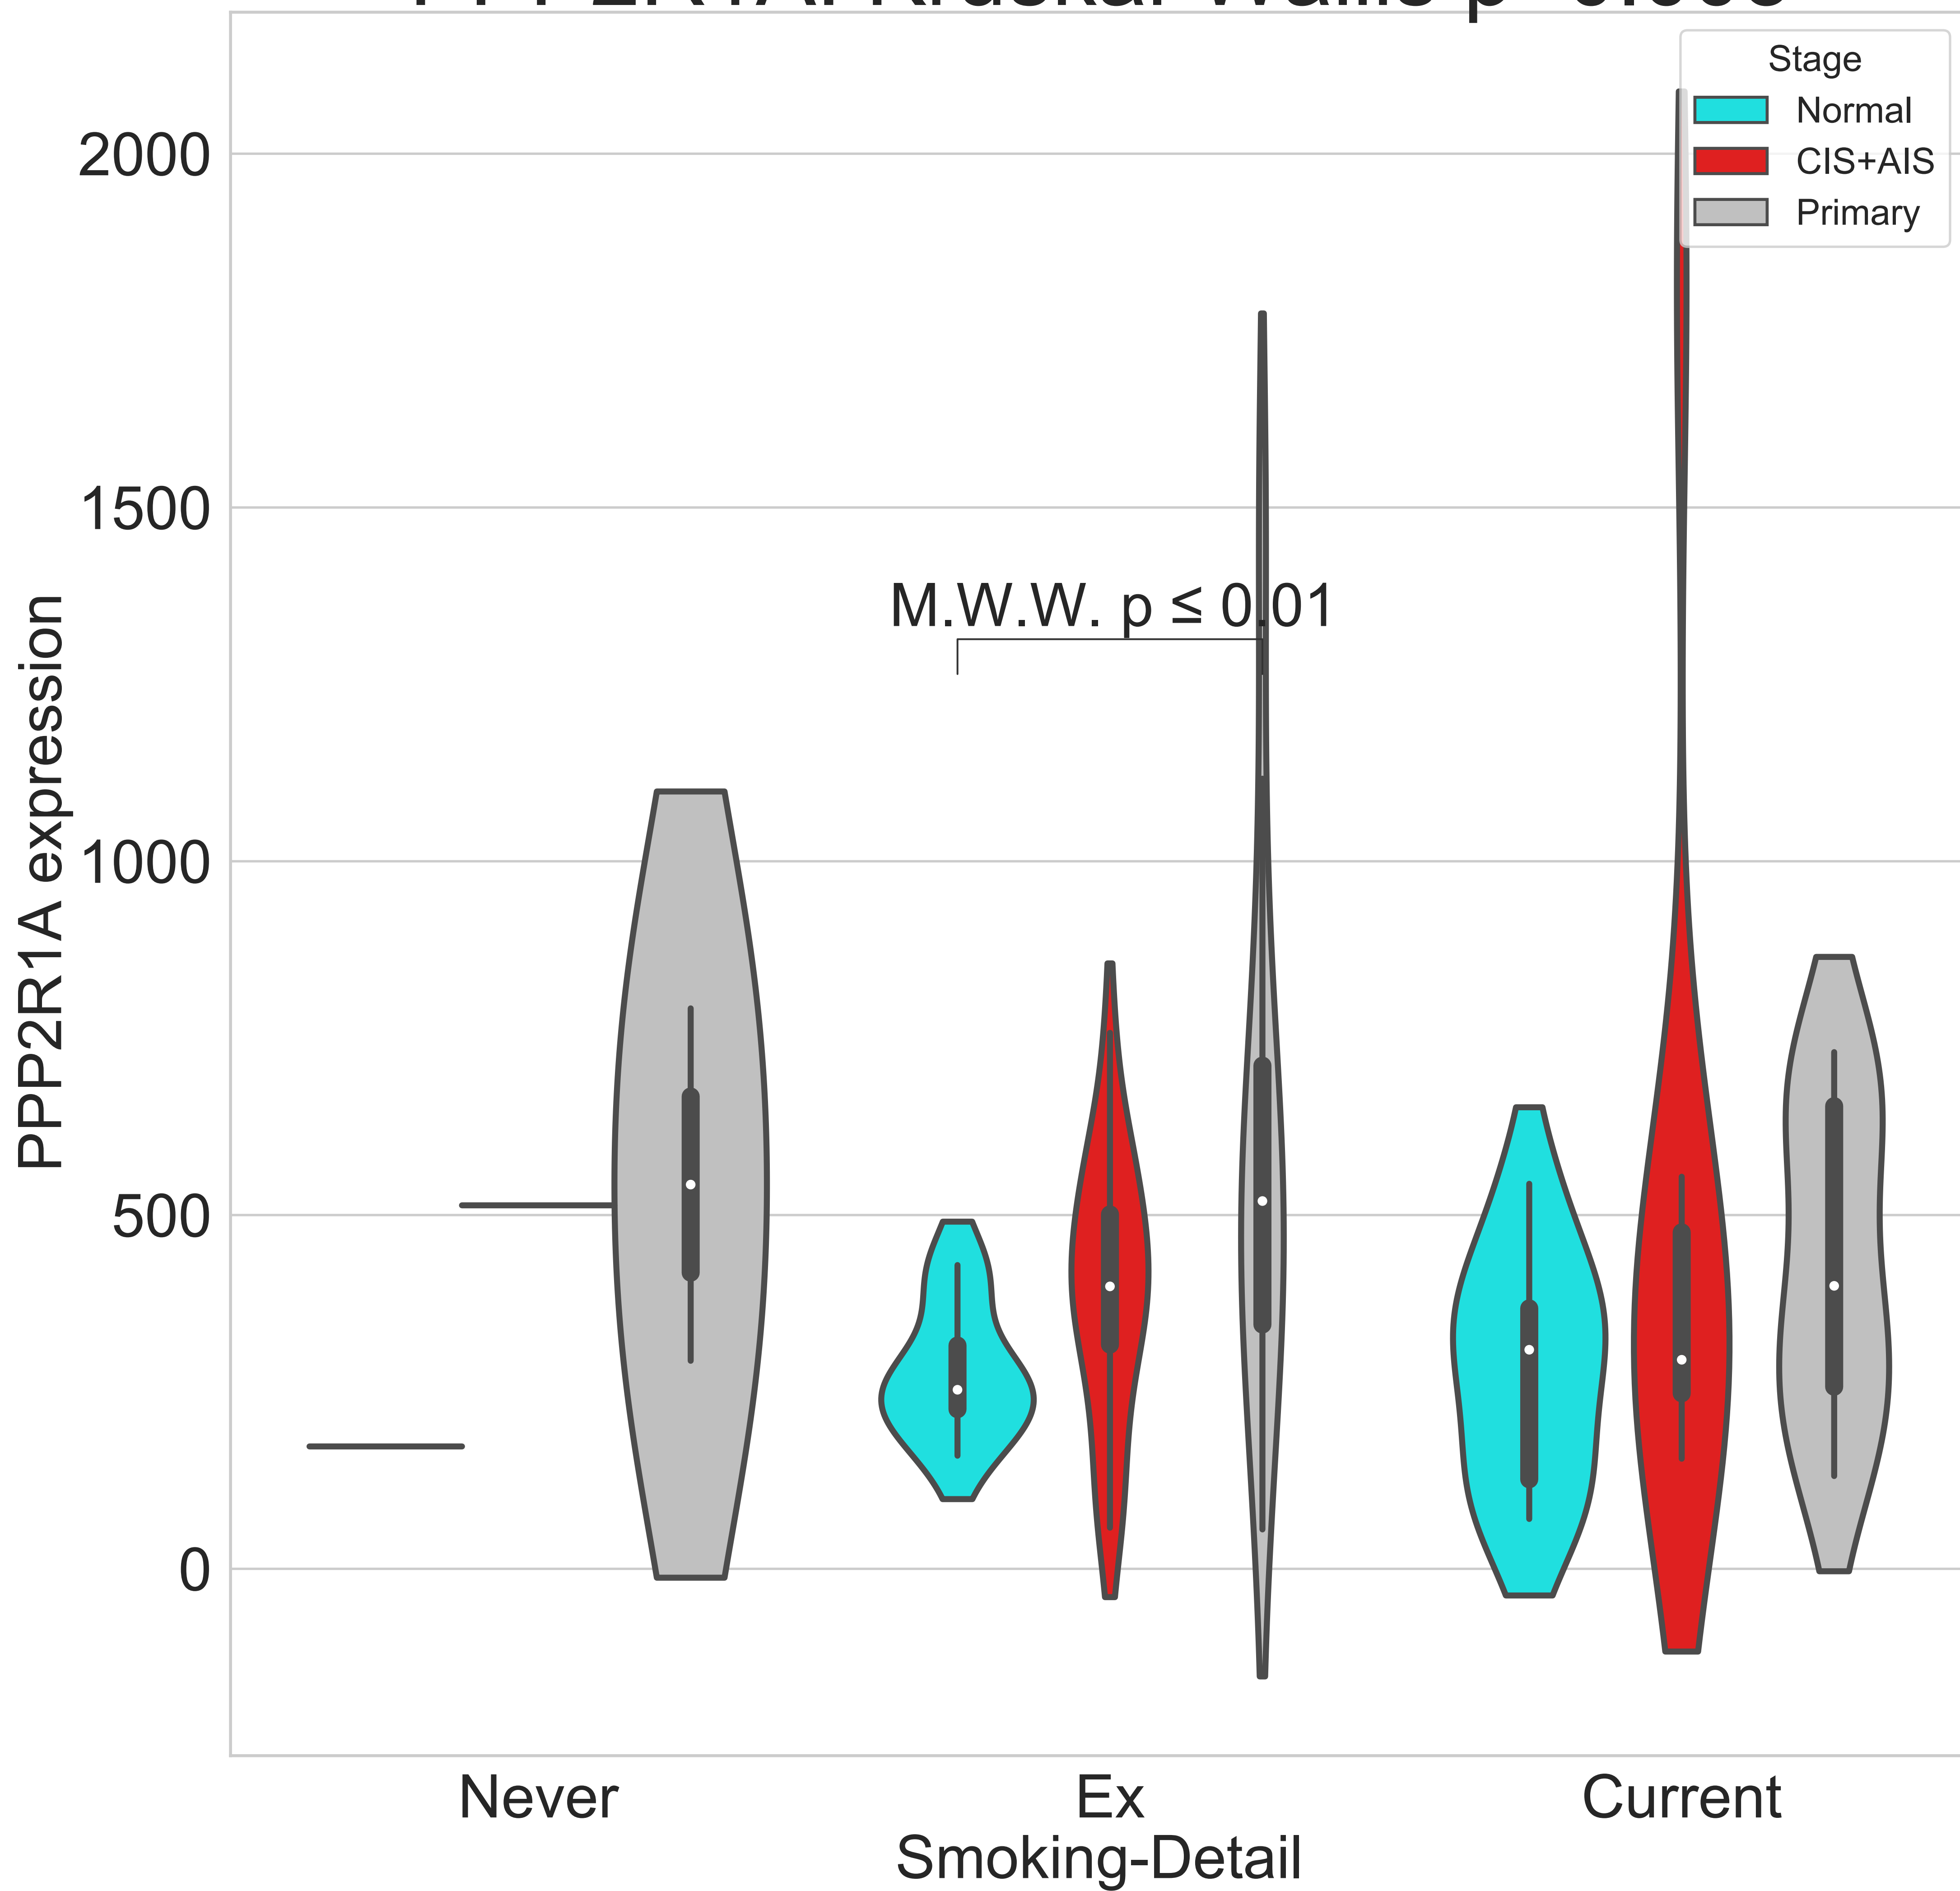 Stage
Normal
CIS+AIS
Primary
2000
1500
M.W.W. p ≤ 0.01
1000
500
0
PPP2R1A expression
Never
Ex
Current
Smoking-Detail